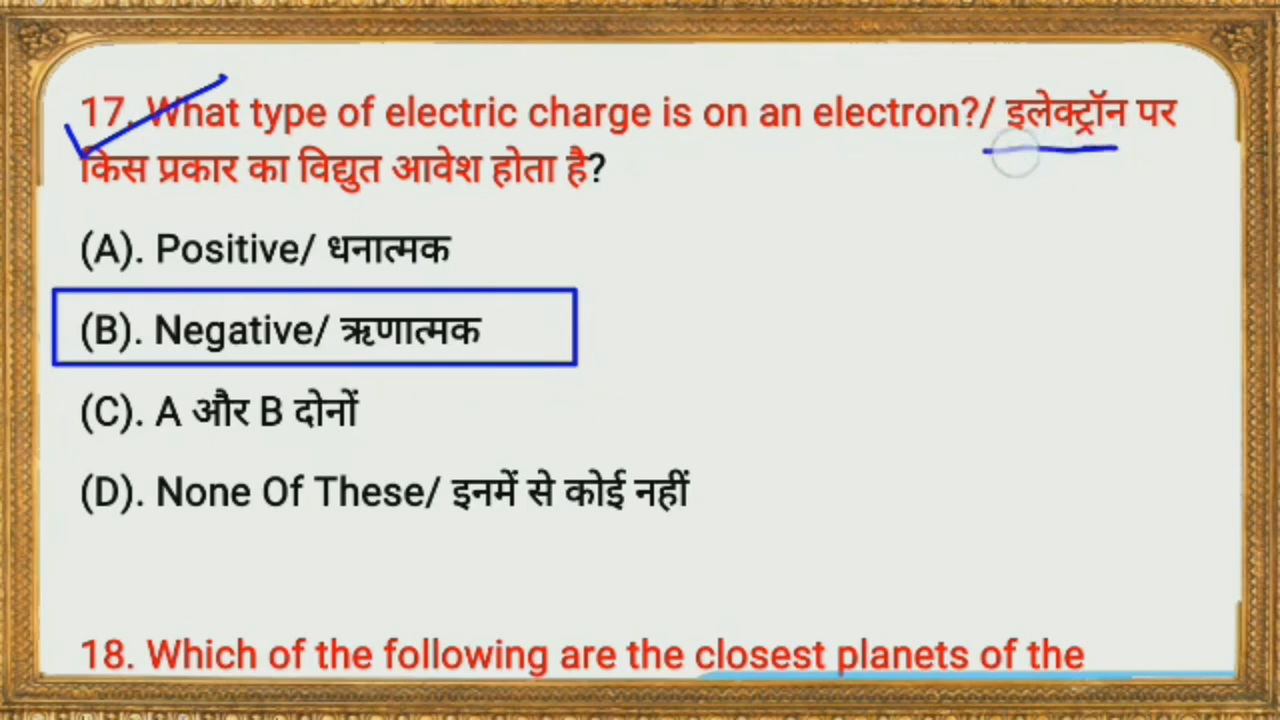 17. What type of electric charge is on an electron?/ इलेक्ट्रॉन पर
किस प्रकार का विद्युत आवेश होता है?
(A). Positive/ धनात्मक
(B). Negative/ ऋणात्मक
(C). A और B दोनों
(D). None Of These/ इनमें से कोई नहीं
18. Which of the following are the closest planets of the